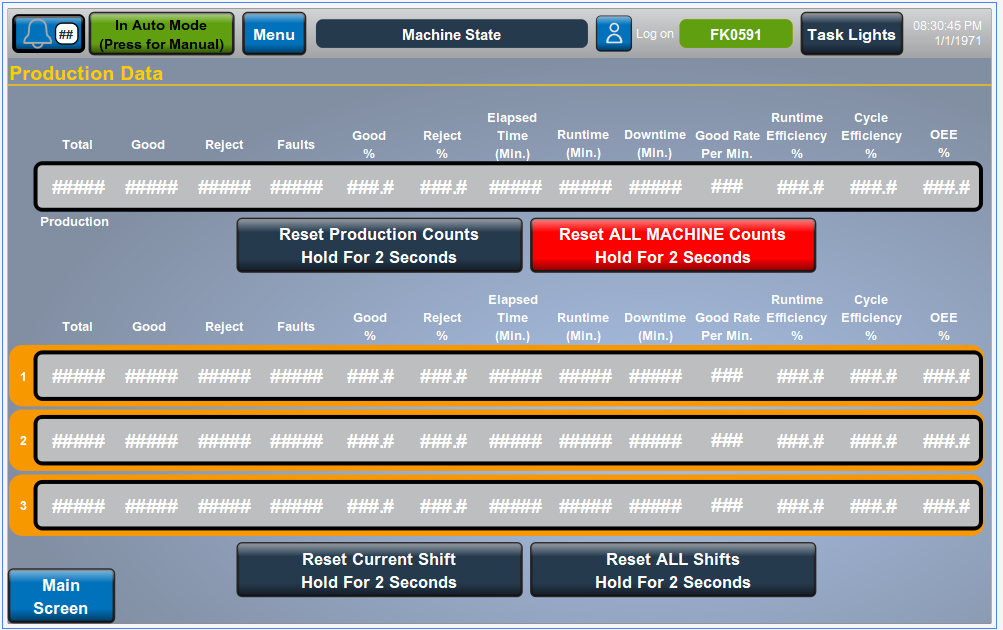 ## In Auto Mode (Press for Manual) Menu Machine State Log on FK0591 Task Lights 08:30:45 PM 1/1/1971
Production Data
Total Good Reject Faults Good % Reject % Elapsed Time (Min.) Runtime (Min.) Downtime (Min.) Good Rate Per Min. Runtime Efficiency % Cycle Efficiency % OEE %
##### ##### ##### ##### ###.# ###.# ##### ##### ##### ### ###.# ###.# ###.#
Production
Reset Production Counts Reset ALL MACHINE Counts
Hold For 2 Seconds Hold For 2 Seconds
Total Good Reject Faults Good % Reject % Elapsed Time (Min.) Runtime (Min.) Downtime (Min.) Good Rate Per Min. Runtime Efficiency % Cycle Efficiency % OEE %
1 ##### ##### ##### ##### ###.# ###.# ##### ##### ##### ### ###.# ###.# ###.#
2 ##### ##### ##### ##### ###.# ###.# ##### ##### ##### ### ###.# ###.# ###.#
3 ##### ##### ##### ##### ###.# ###.# ##### ##### ##### ### ###.# ###.# ###.#
Reset Current Shift Reset ALL Shifts
Hold For 2 Seconds Hold For 2 Seconds
Main
Screen